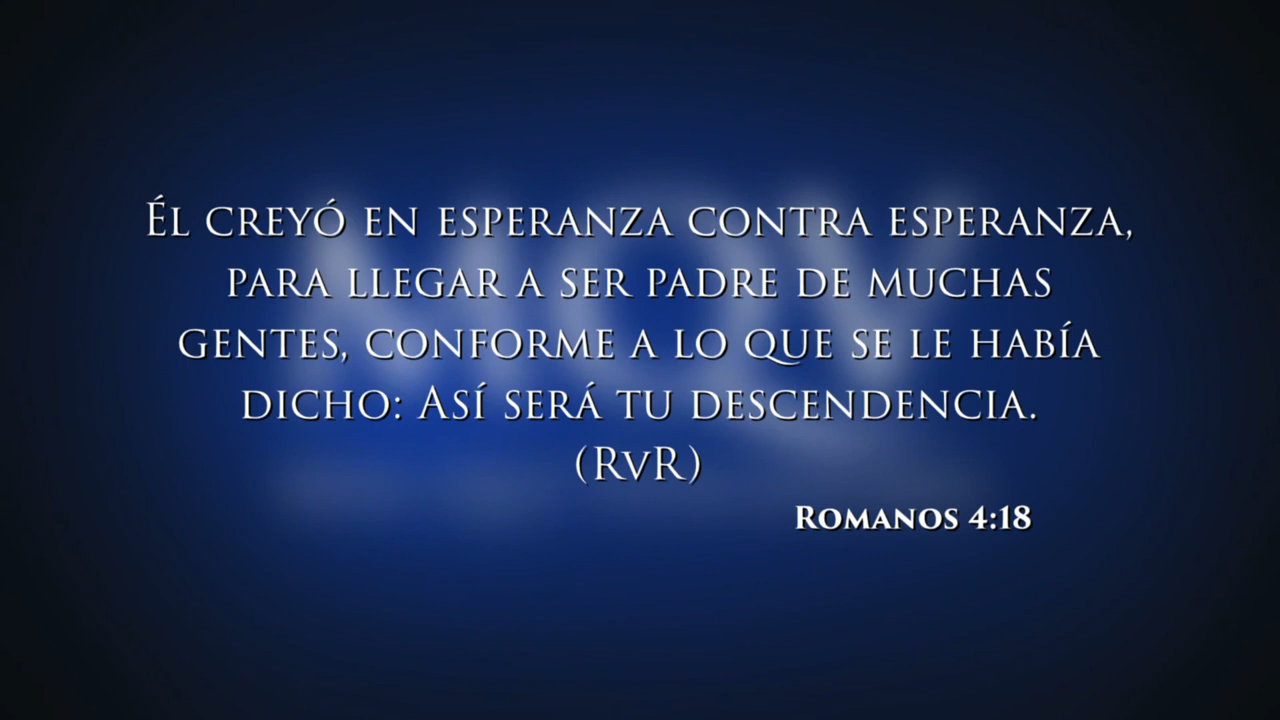 Él creyó en esperanza contra esperanza,
para llegar a ser padre de muchas
gentes, conforme a lo que se le había
dicho: Así será tu descendencia.
(RvR)
Romanos 4:18